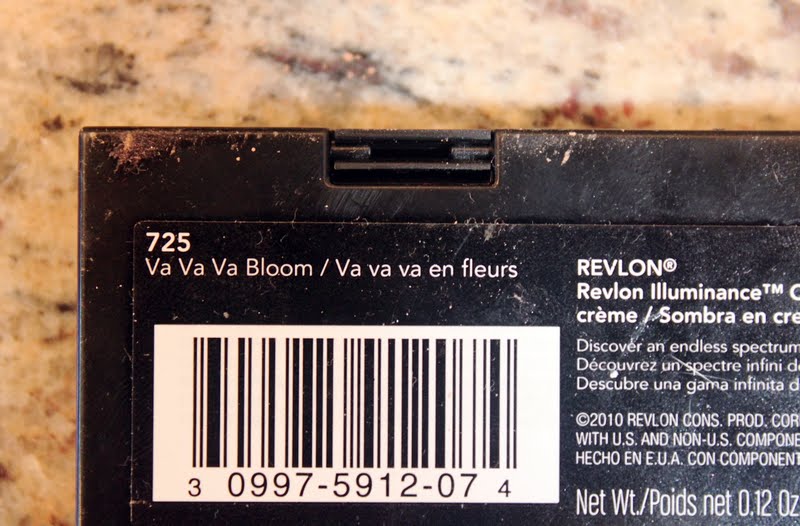 725
Va Va Va Bloom / Va va va en fleurs
3 0997-5912-07 4
REVLON®
Revlon Illuminance™ C
crème / Sombra en cre
Discover an endless spectrum
Découvrez un spectre infini de
Descubre una gama infinita d
©2010 REVLON CONS. PROD. COR
WITH U.S. AND NON-U.S. COMPONE
HECHO EN E.U.A. CON COMPONENT
Net Wt./Poids net 0.12 Oz